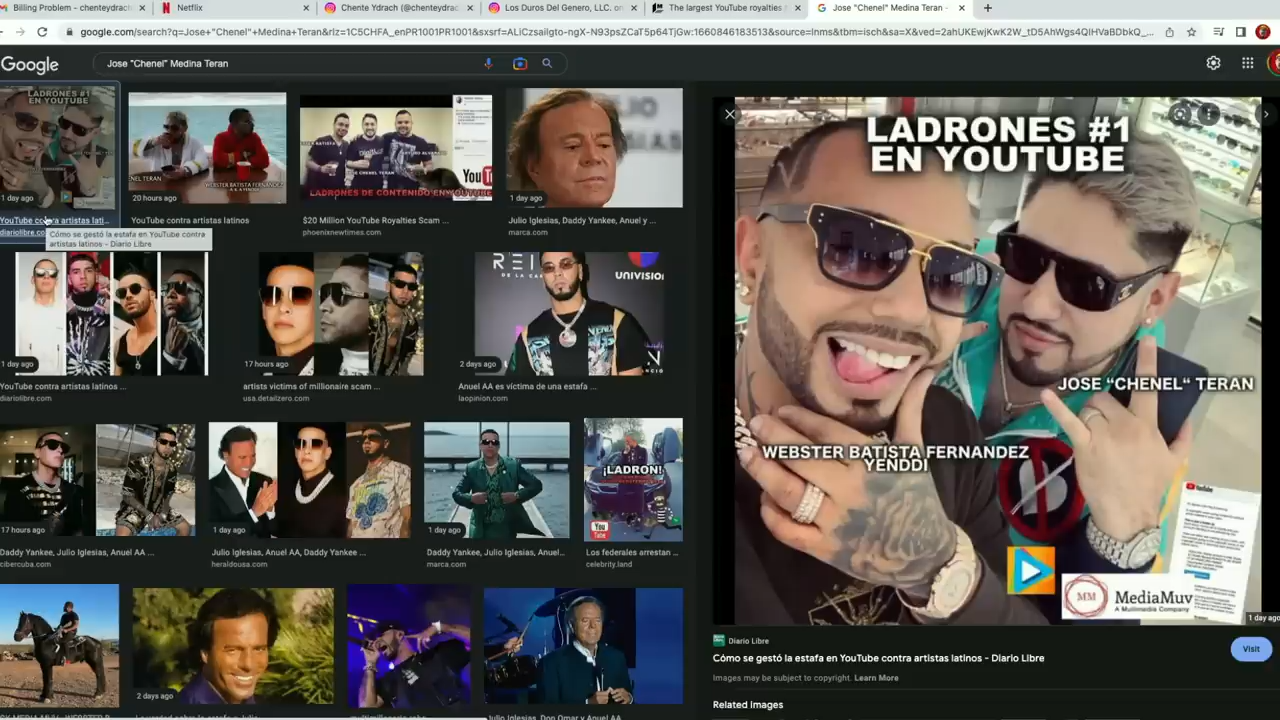 Billing Problem - chenteydrac
Netflix
Chente Ydrach (@chenteydrac
Los Duros Del Genero, LLC. on
The largest YouTube royalties
Jose "Chenel" Medina Teran -
google.com/search?q=Jose+"Chenel"+Medina+Teran&rlz=1C5CHFA_enPR1001PR1001&sxsrf=ALiCzsailgto-ngX-N93psZCaT5p64TjGw:1660846183513&source=lnms&tbm=isch&sa=X&ved=2ahUKEwjKwK2W_tD5AhWgs4QIHVaBDbkQ_...
Google
Jose "Chenel" Medina Teran
LADRONES #1
EN YOUTUBE
1 day ago
YouTube contra artistas lati...
diariolibre.co
Cómo se gestó la estafa en YouTube contra
artistas latinos - Diario Libre
ENEL TERAN
WEBSTER BATISTA FERNANDEZ
20 hours ago
YouTube contra artistas latinos
LADRONES DE CONTENIDO EN YOUTUBE
$20 Million YouTube Royalties Scam ...
phoenixnewtimes.com
1 day ago
Julio Iglesias, Daddy Yankee, Anuel y ...
marca.com
1 day ago
YouTube contra artistas latinos ...
diariolibre.com
17 hours ago
artists victims of millionaire scam ...
usa.detailzero.com
UNIVISION
2 days ago
Anuel AA es víctima de una estafa ...
laopinion.com
17 hours ago
Daddy Yankee, Julio Iglesias, Anuel AA ...
cibercuba.com
1 day ago
Julio Iglesias, Anuel AA, Daddy Yankee ...
heraldousa.com
1 day ago
Daddy Yankee, Julio Iglesias, Anuel...
marca.com
¡LADRON!
You
Tube
Los federales arrestan ...
celebrity.land
2 days ago
LADRONES #1
EN YOUTUBE
JOSE "CHENEL" TERAN
WEBSTER BATISTA FERNANDEZ
YENDDI
MM
MediaMuv
A Multimedia Company
1 day ago
Diario Libre
Visit
Cómo se gestó la estafa en YouTube contra artistas latinos - Diario Libre
Images may be subject to copyright. Learn More
Related Images